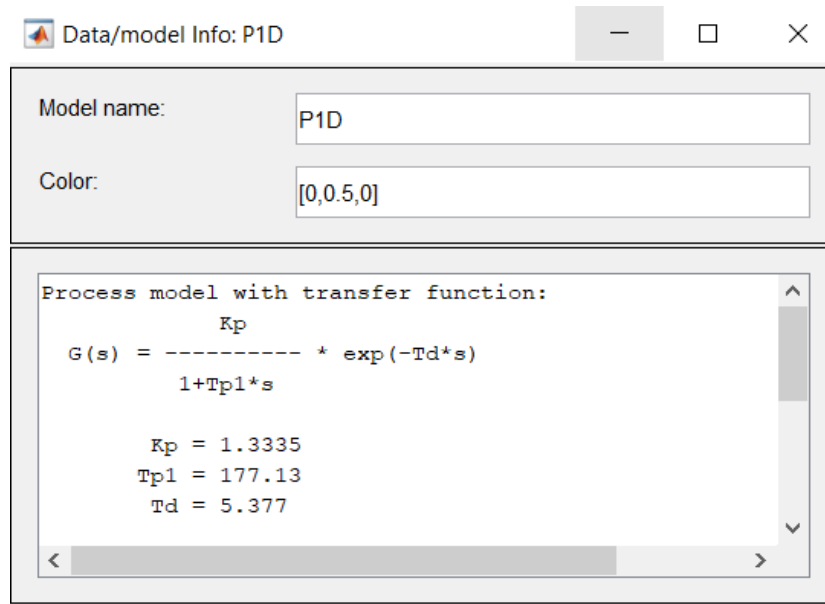 Data/model Info: P1D
Model name:
P1D
Color:
[0,0.5,0]
Process model with transfer function:
Kp
G(s) = ---------- * exp(-Td*s)
1+Tp1*s
Kp = 1.3335
Tp1 = 177.13
Td = 5.377